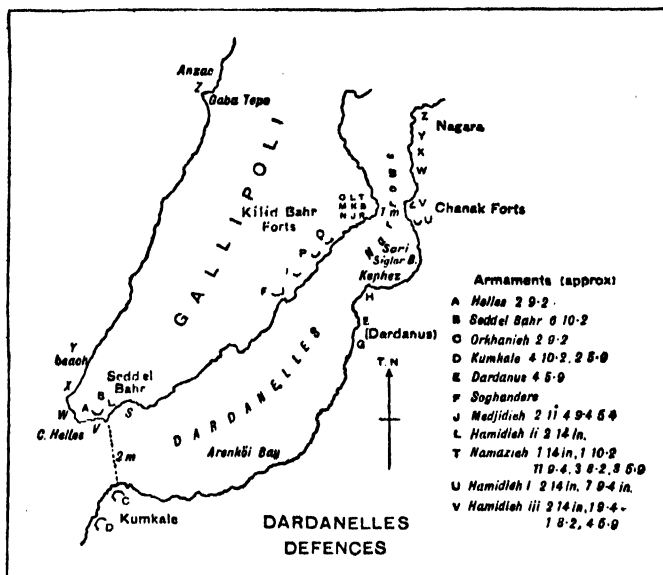 Anzac
Z
Gaba Tepe
GALLIPOLI
Kilid Bahr
Forts
O L T
M K B
N J R
Q
P
I
F
Narrows
1 m
Z
Y
X
W
Nagara
V
U
Chanak Forts
Sari
Siglar B.
Kephez
H
E
(Dardanus)
G
T.N
Y
beach
X
W
Seddel
Bahr
A B
V
S
C. Helles
DARDANELLES
2 m
Arenköi Bay
C
Kumkale
D
DARDANELLES
DEFENCES
Armaments (approx)
A Helles 2 9·2
B Seddel Bahr 6 10·2
C Orkhanieh 2 9·2
D Kumkale 4 10·2, 2 5·9
E Dardanus 4 5·9
F Soghandere
J Medjidieh 2 11 4 9·4
L Hamidieh ii 2 14 in.
T Namazieh 1 14 in, 1 10·2
11 9·4, 3 8·2, 3 5·9
U Hamidieh I 2 14 in, 7 9·4 in.
V Hamidieh iii 2 14 in, 1 9·4-
1 8·2, 4 5·9